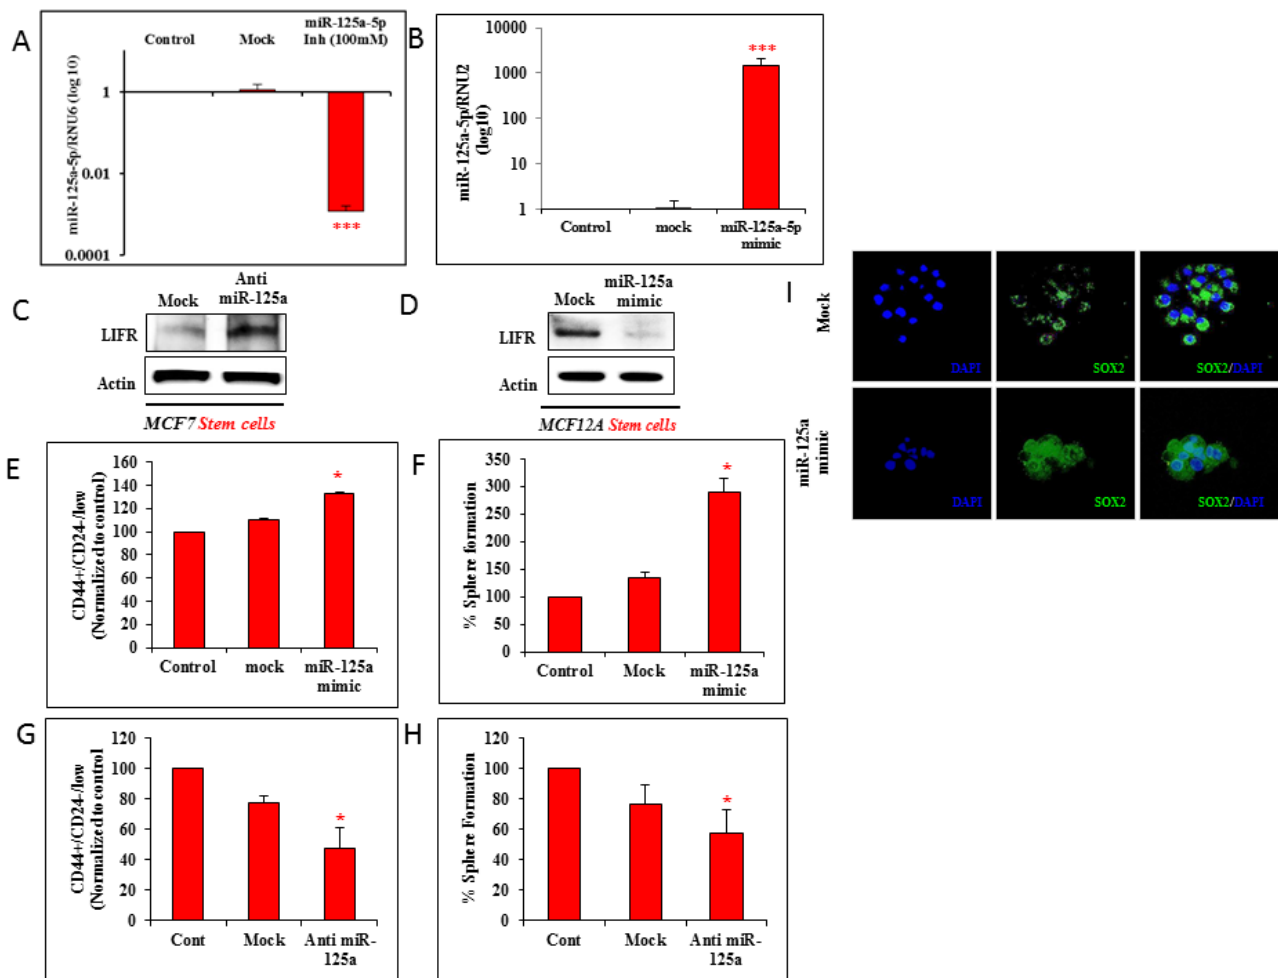 A
Control
Mock
miR-125a-5p
Inh (100mM)
miR-125a-5p/RNU6 (log10)
1
0.01
0.0001
***
B
miR-125a-5p/RNU2
(log10)
10000
1000
100
10
1
***
Control
mock
miR-125a-5p
mimic
C
Mock
Anti
miR-125a
LIFR
Actin
MCF7 Stem cells
D
Mock
miR-125a
mimic
LIFR
Actin
MCF12A Stem cells
E
CD44+/CD24-/low
(Normalized to control)
160
140
120
100
80
60
40
20
0
*
Control
mock
miR-125a
mimic
F
% Sphere formation
350
300
250
200
150
100
50
0
*
Control
Mock
miR-125a
mimic
G
CD44+/CD24-/low
(Normalized to control
120
100
80
60
40
20
0
*
Cont
Mock
Anti miR-
125a
H
% Sphere Formation
120
100
80
60
40
20
0
*
Cont
Mock
Anti miR-
125a
I
Mock
DAPI
SOX2
SOX2/DAPI
miR-125a
mimic
DAPI
SOX2
SOX2/DAPI